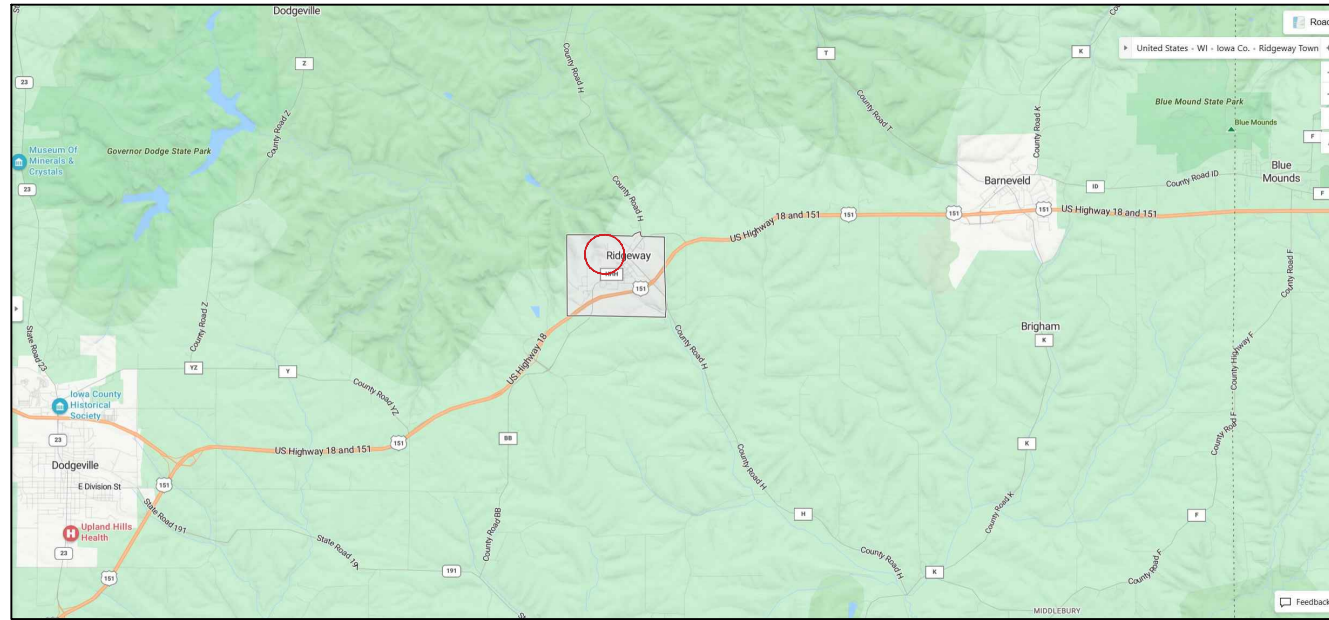 Dodgeville
Road
United States - WI - Iowa Co. - Ridgeway Town
Z
T
K
23
County Road H
County Road K
Blue Mound State Park
Blue Mounds
F
County Road Z
County Road T
Museum Of
Minerals &
Crystals
Governor Dodge State Park
23
Barneveld
ID
County Road ID
Blue
Mounds
F
County Road H
151
151
151
US Highway 18 and 151
US Highway 18 and 151
Ridgeway
151
County Road F
County Road Z
State Road 23
US Highway 18
County Road H
Brigham
K
County Highway F
YZ
Y
County Road YZ
Iowa County
Historical
Society
23
US Highway 18 and 151
151
BB
K
County Road F
Dodgeville
E Division St
151
State Road 191
County Road H
County Road K
H
F
Upland Hills
Health
23
State Road 19
County Road BB
191
151
County Road H
K
County Road F
MIDDLEBURY
Feedback